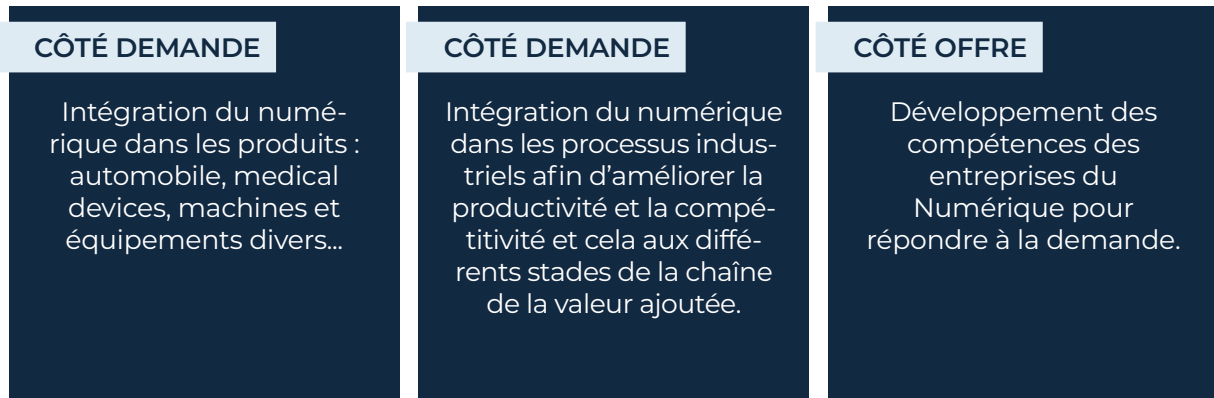 CÔTÉ DEMANDE
Intégration du numé-
rique dans les produits :
automobile, medical
devices, machines et
équipements divers...
CÔTÉ DEMANDE
Intégration du numérique
dans les processus indus-
triels afin d’améliorer la
productivité et la compé-
titivité et cela aux diffé-
rents stades de la chaîne
de la valeur ajoutée.
CÔTÉ OFFRE
Développement des
compétences des
entreprises du
Numérique pour
répondre à la demande.